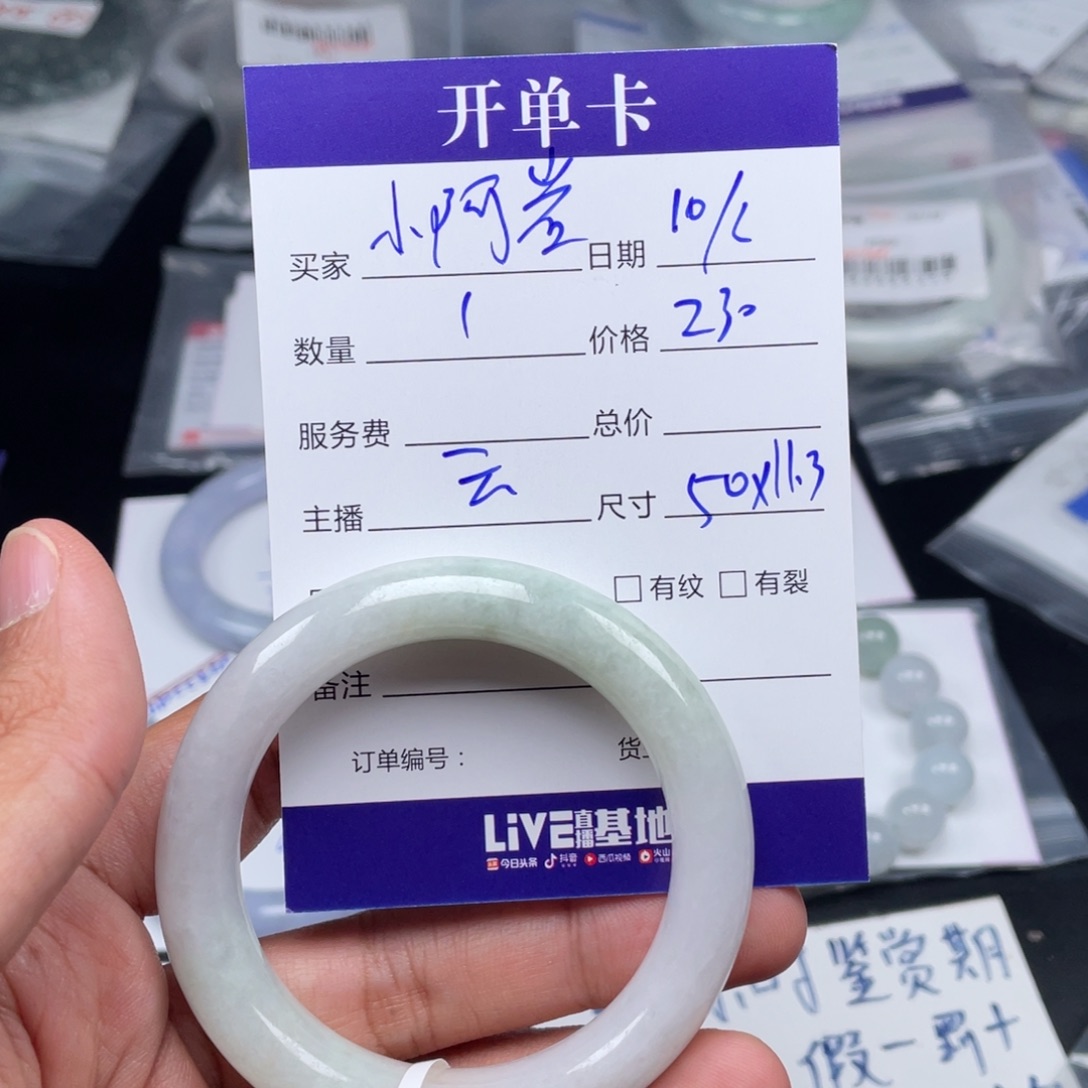 开单卡
买家 小阿 日期 10/
数量 1 价格 230
服务费 总价
主播 云 尺寸 50x11.3
有纹 有裂
备注
订单编号：
LiVE直播基地
今日头条 抖音 西瓜视频 火山
鉴赏期
假一罚十